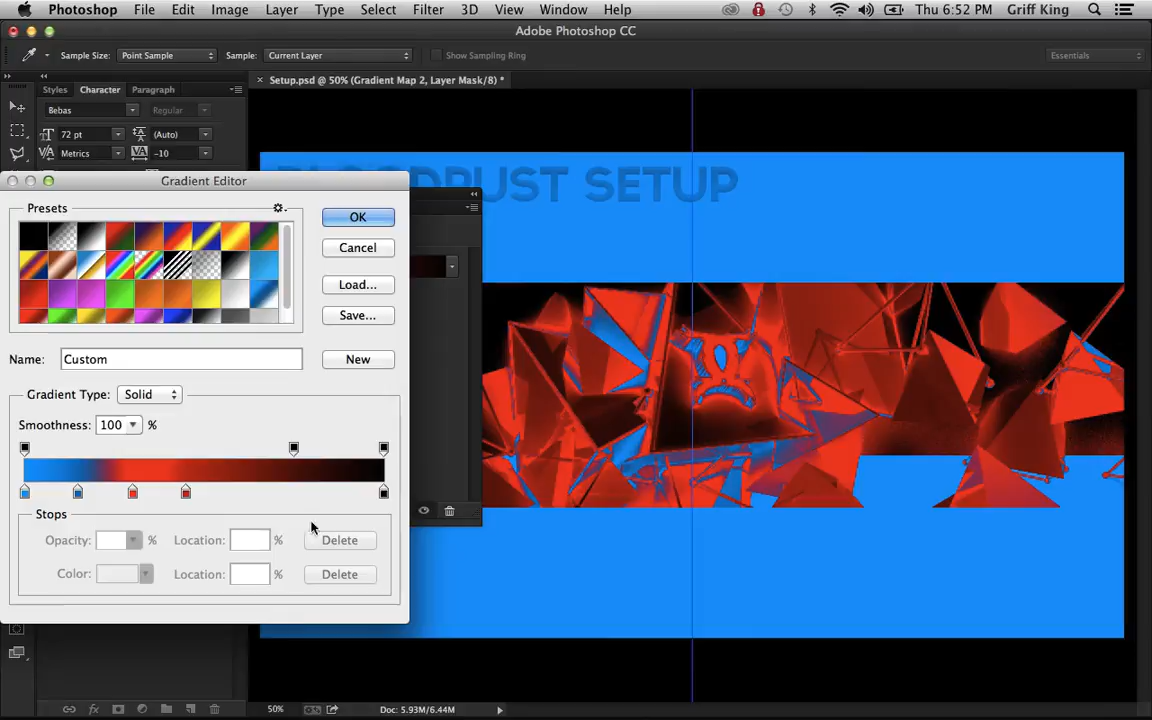 Photoshop File Edit Image Layer Type Select Filter 3D View Window Help Thu 6:52 PM Griff King
Adobe Photoshop CC
Sample Size: Point Sample Sample: Current Layer Show Sampling Ring Essentials
Styles Character Paragraph
× Setup.psd @ 50% (Gradient Map 2, Layer Mask/8) *
Bebas Regular
72 pt (Auto)
Metrics -10
SETUP
Gradient Editor
Presets
OK
Cancel
Load...
Save...
Name: Custom New
Gradient Type: Solid
Smoothness: 100 %
Stops
Opacity: % Location: % Delete
Color: Location: % Delete
fx 50% Doc: 5.93M/6.44M